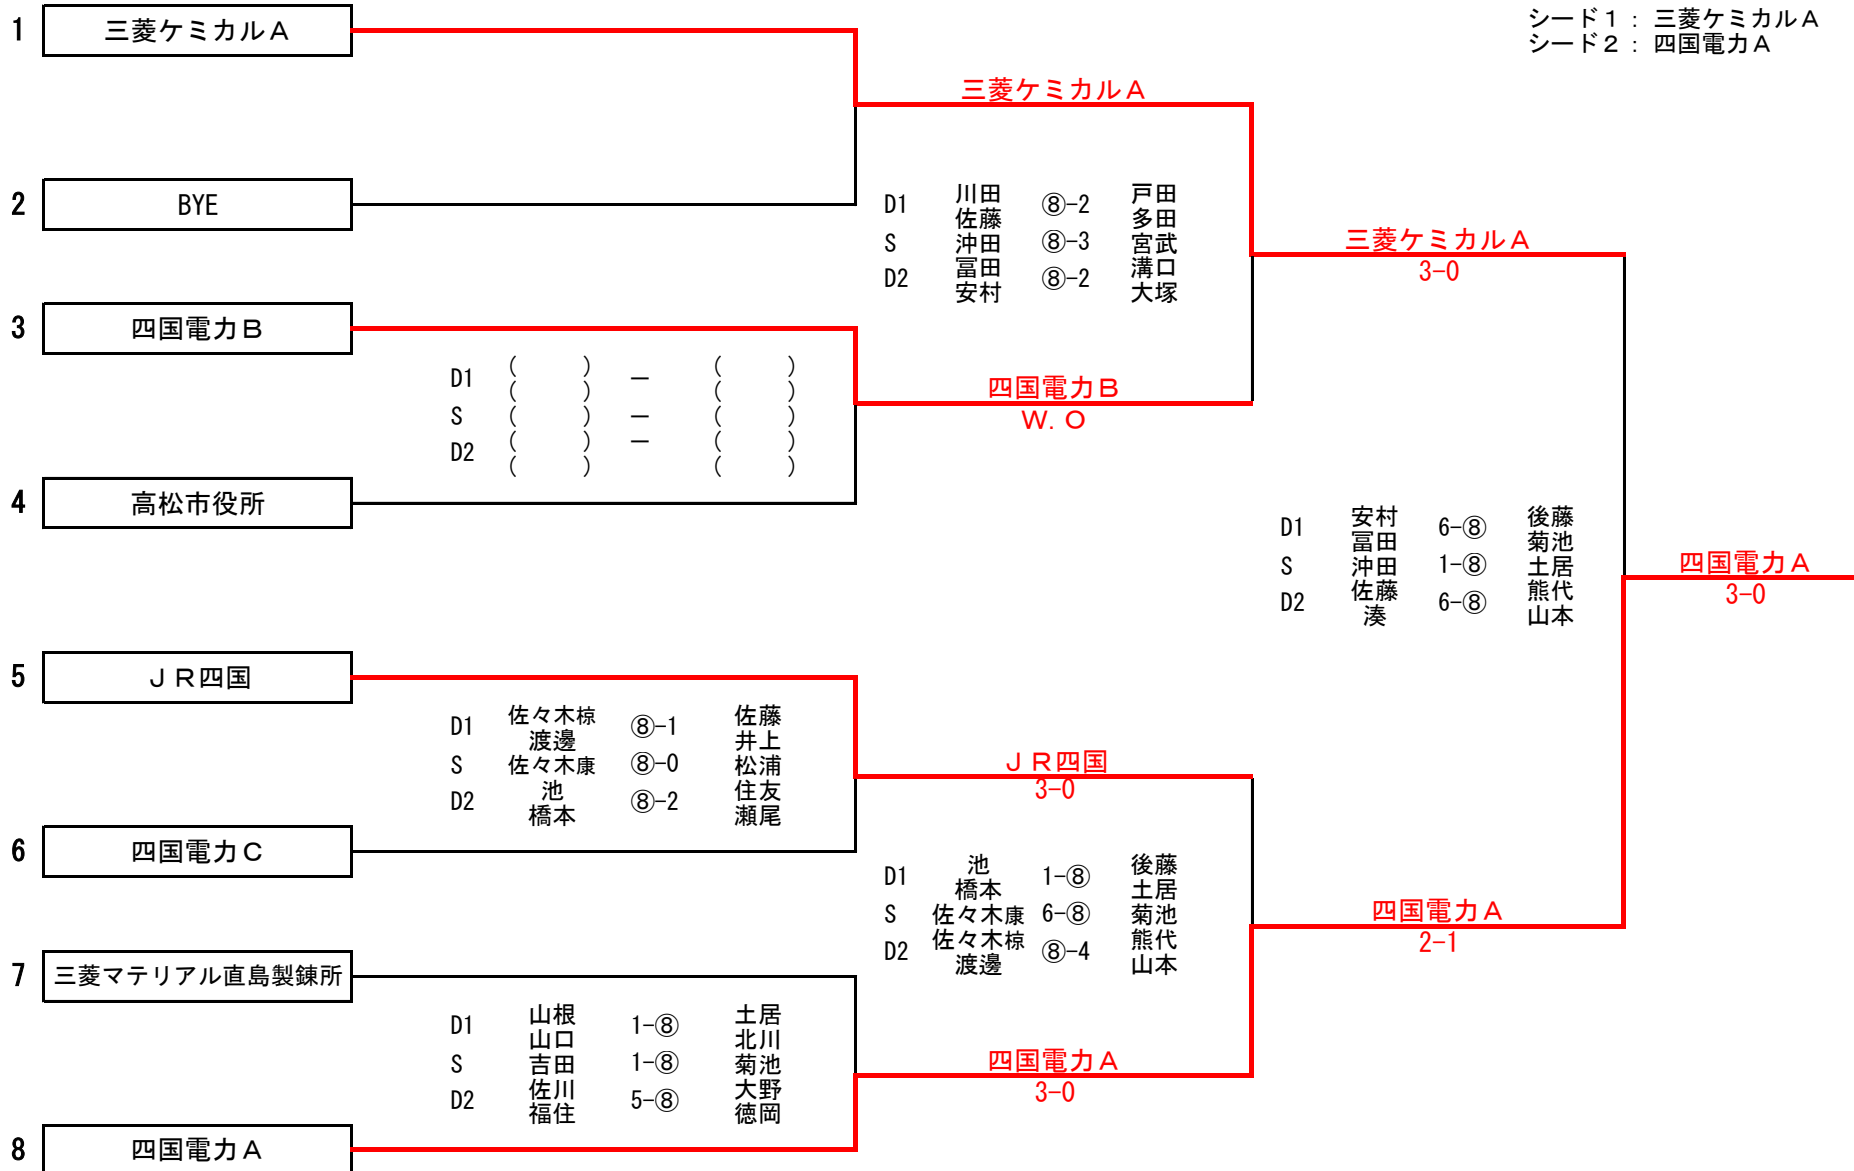 シード１：三菱ケミカルＡ
シード２：四国電力Ａ
1 三菱ケミカルＡ
2 BYE
3 四国電力Ｂ
4 高松市役所
5 ＪＲ四国
6 四国電力Ｃ
7 三菱マテリアル直島製錬所
8 四国電力Ａ
D1 ( ) － ( )
( ) ( )
S ( ) － ( )
D2 ( ) － ( )
( ) ( )
D1 佐々木椋 ⑧-1 佐藤
渡邊 井上
S 佐々木康 ⑧-0 松浦
D2 池 ⑧-2 住友
橋本 瀬尾
D1 山根 1-⑧ 土居
山口 北川
S 吉田 1-⑧ 菊池
D2 佐川 5-⑧ 大野
福住 徳岡
三菱ケミカルＡ
D1 川田 ⑧-2 戸田
佐藤 多田
S 沖田 ⑧-3 宮武
D2 冨田 ⑧-2 溝口
安村 大塚
四国電力Ｂ
Ｗ．Ｏ
ＪＲ四国
3-0
D1 池 1-⑧ 後藤
橋本 土居
S 佐々木康 6-⑧ 菊池
D2 佐々木椋 ⑧-4 熊代
渡邊 山本
四国電力Ａ
3-0
三菱ケミカルＡ
3-0
D1 安村 6-⑧ 後藤
冨田 菊池
S 沖田 1-⑧ 土居
D2 佐藤 6-⑧ 熊代
湊 山本
四国電力Ａ
2-1
四国電力Ａ
3-0